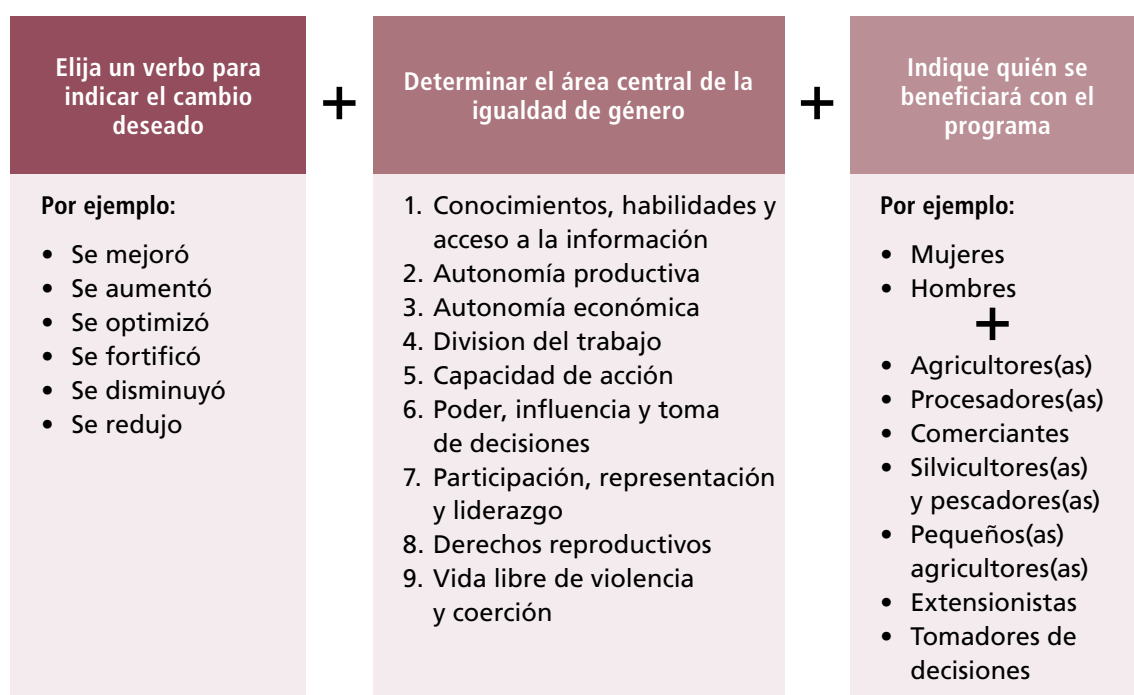 Elija un verbo para
indicar el cambio
deseado
+
Determinar el área central de la
igualdad de género
+
Indique quién se
beneficiará con el
programa
Por ejemplo:
• Se mejoró
• Se aumentó
• Se optimizó
• Se fortificó
• Se disminuyó
• Se redujo
1. Conocimientos, habilidades y
acceso a la información
2. Autonomía productiva
3. Autonomía económica
4. Division del trabajo
5. Capacidad de acción
6. Poder, influencia y toma
de decisiones
7. Participación, representación
y liderazgo
8. Derechos reproductivos
9. Vida libre de violencia
y coerción
Por ejemplo:
• Mujeres
• Hombres
+
• Agricultores(as)
• Procesadores(as)
• Comerciantes
• Silvicultores(as)
y pescadores(as)
• Pequeños(as)
agricultores(as)
• Extensionistas
• Tomadores de
decisiones